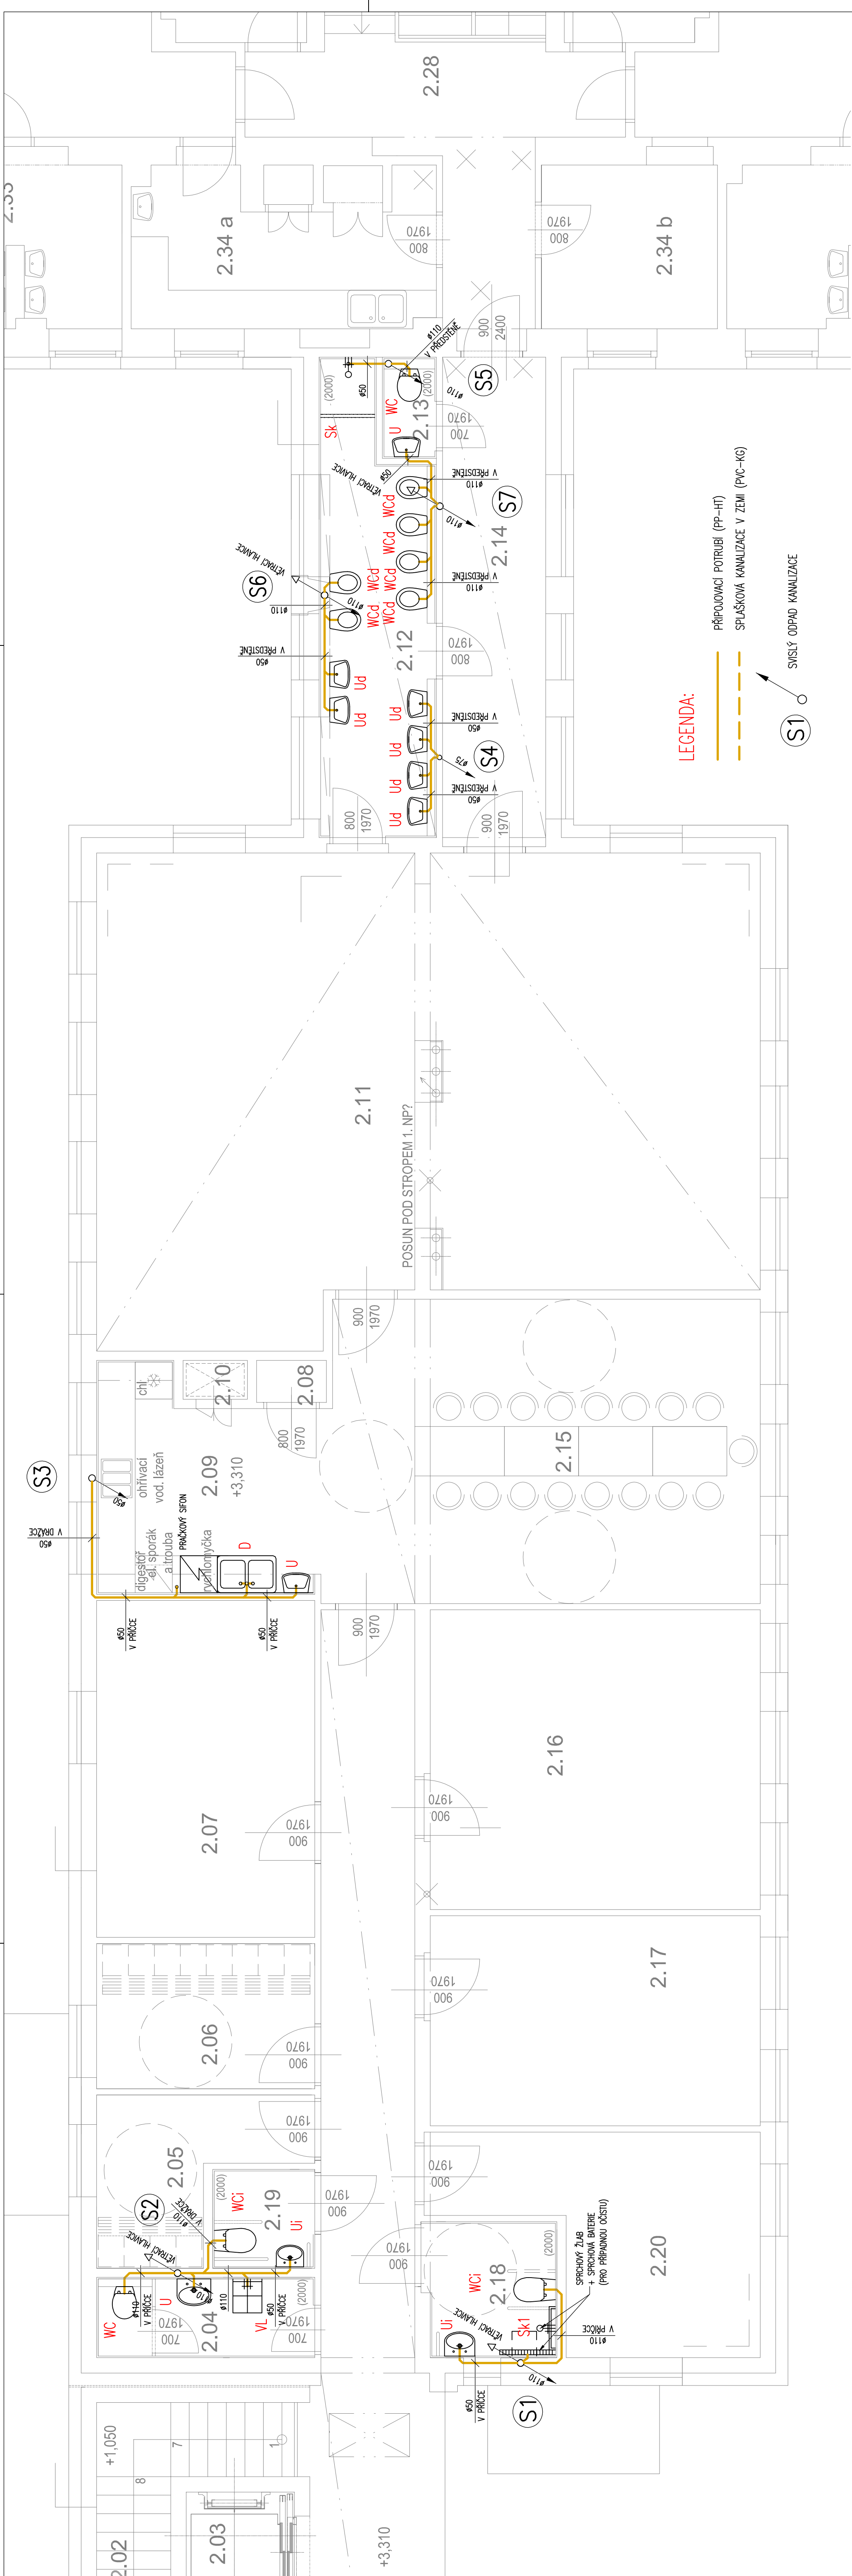 2.28
2.33
2.34 a
2.34 b
1970
800
1970
800
900
2400
ø110
V PŘEDSTĚNĚ
(2000)
(2000)
ø50
ø110
S5
Sk
WC
U
2.13
1970
700
VĚTRACÍ HLAVICE
ø50
V PŘEDSTĚNĚ
ø110
WCd
WCd
WCd
WCd
ø110
S7
2.14
VĚTRACÍ HLAVICE
S6
ø110
ø110
WCd
WCd
V PŘEDSTĚNĚ
ø110
V PŘEDSTĚNĚ
ø50
2.12
1970
800
Ud
Ud
Ud
Ud
Ud
Ud
V PŘEDSTĚNĚ
ø50
ø75
S4
V PŘEDSTĚNĚ
ø50
800
1970
900
1970
LEGENDA:
PŘIPOJOVACÍ POTRUBÍ (PP-HT)
SPLAŠKOVÁ KANALIZACE V ZEMI (PVC-KG)
S1
SVISLÝ ODPAD KANALIZACE
2.11
POSUN POD STROPEM 1. NP?
900
1970
chl
2.10
2.08
800
1970
S3
ø50
V DRÁŽCE
ø50
ohřívací
vod. lázeň
2.09
+3,310
digestoř
el. sporák
a trouba
PRAČKOVÝ SIFON
rychlomyčka
D
U
ø50
V PŘÍČCE
ø50
V PŘÍČCE
2.15
900
1970
2.07
1970
900
2.16
1970
900
2.17
1970
900
2.06
1970
900
2.05
1970
900
S2
V DRÁŽCE
ø110
VĚTRACÍ HLAVICE
(2000)
WCi
2.19
Ui
1970
900
1970
900
1970
900
WC
ø110
V PŘÍČCE
U
ø110
2.04
1970
700
ø110
VL
ø50
V PŘÍČCE
(2000)
1970
700
2.18
WCi
(2000)
Ui
VĚTRACÍ HLAVICE
Sk1
SPRCHOVÝ ŽLAB
+ SPRCHOVÁ BATERIE
(PRO PŘÍPADNOU OČISTU)
V PŘÍČCE
ø110
ø110
ø50
V PŘÍČCE
S1
2.20
+1,050
7
8
1
2.02
2.03
+3,310